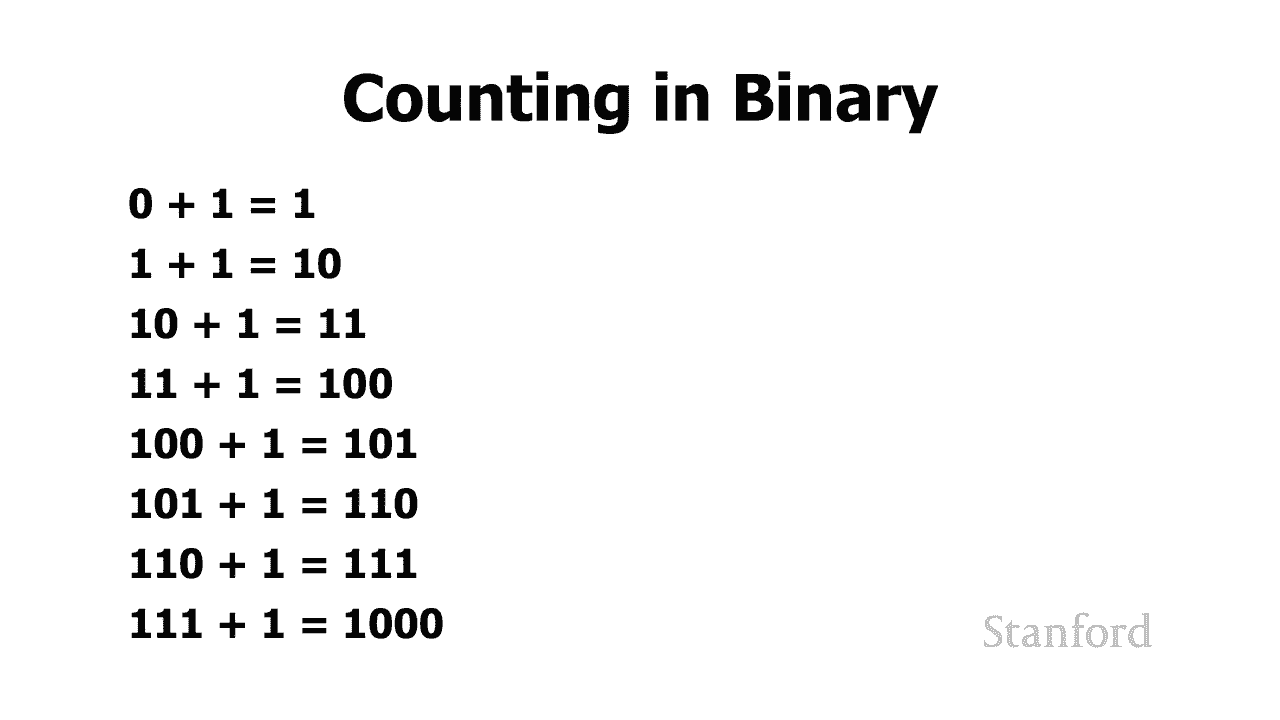 Counting in Binary
0 + 1 = 1
1 + 1 = 10
10 + 1 = 11
11 + 1 = 100
100 + 1 = 101
101 + 1 = 110
110 + 1 = 111
111 + 1 = 1000
Stanford